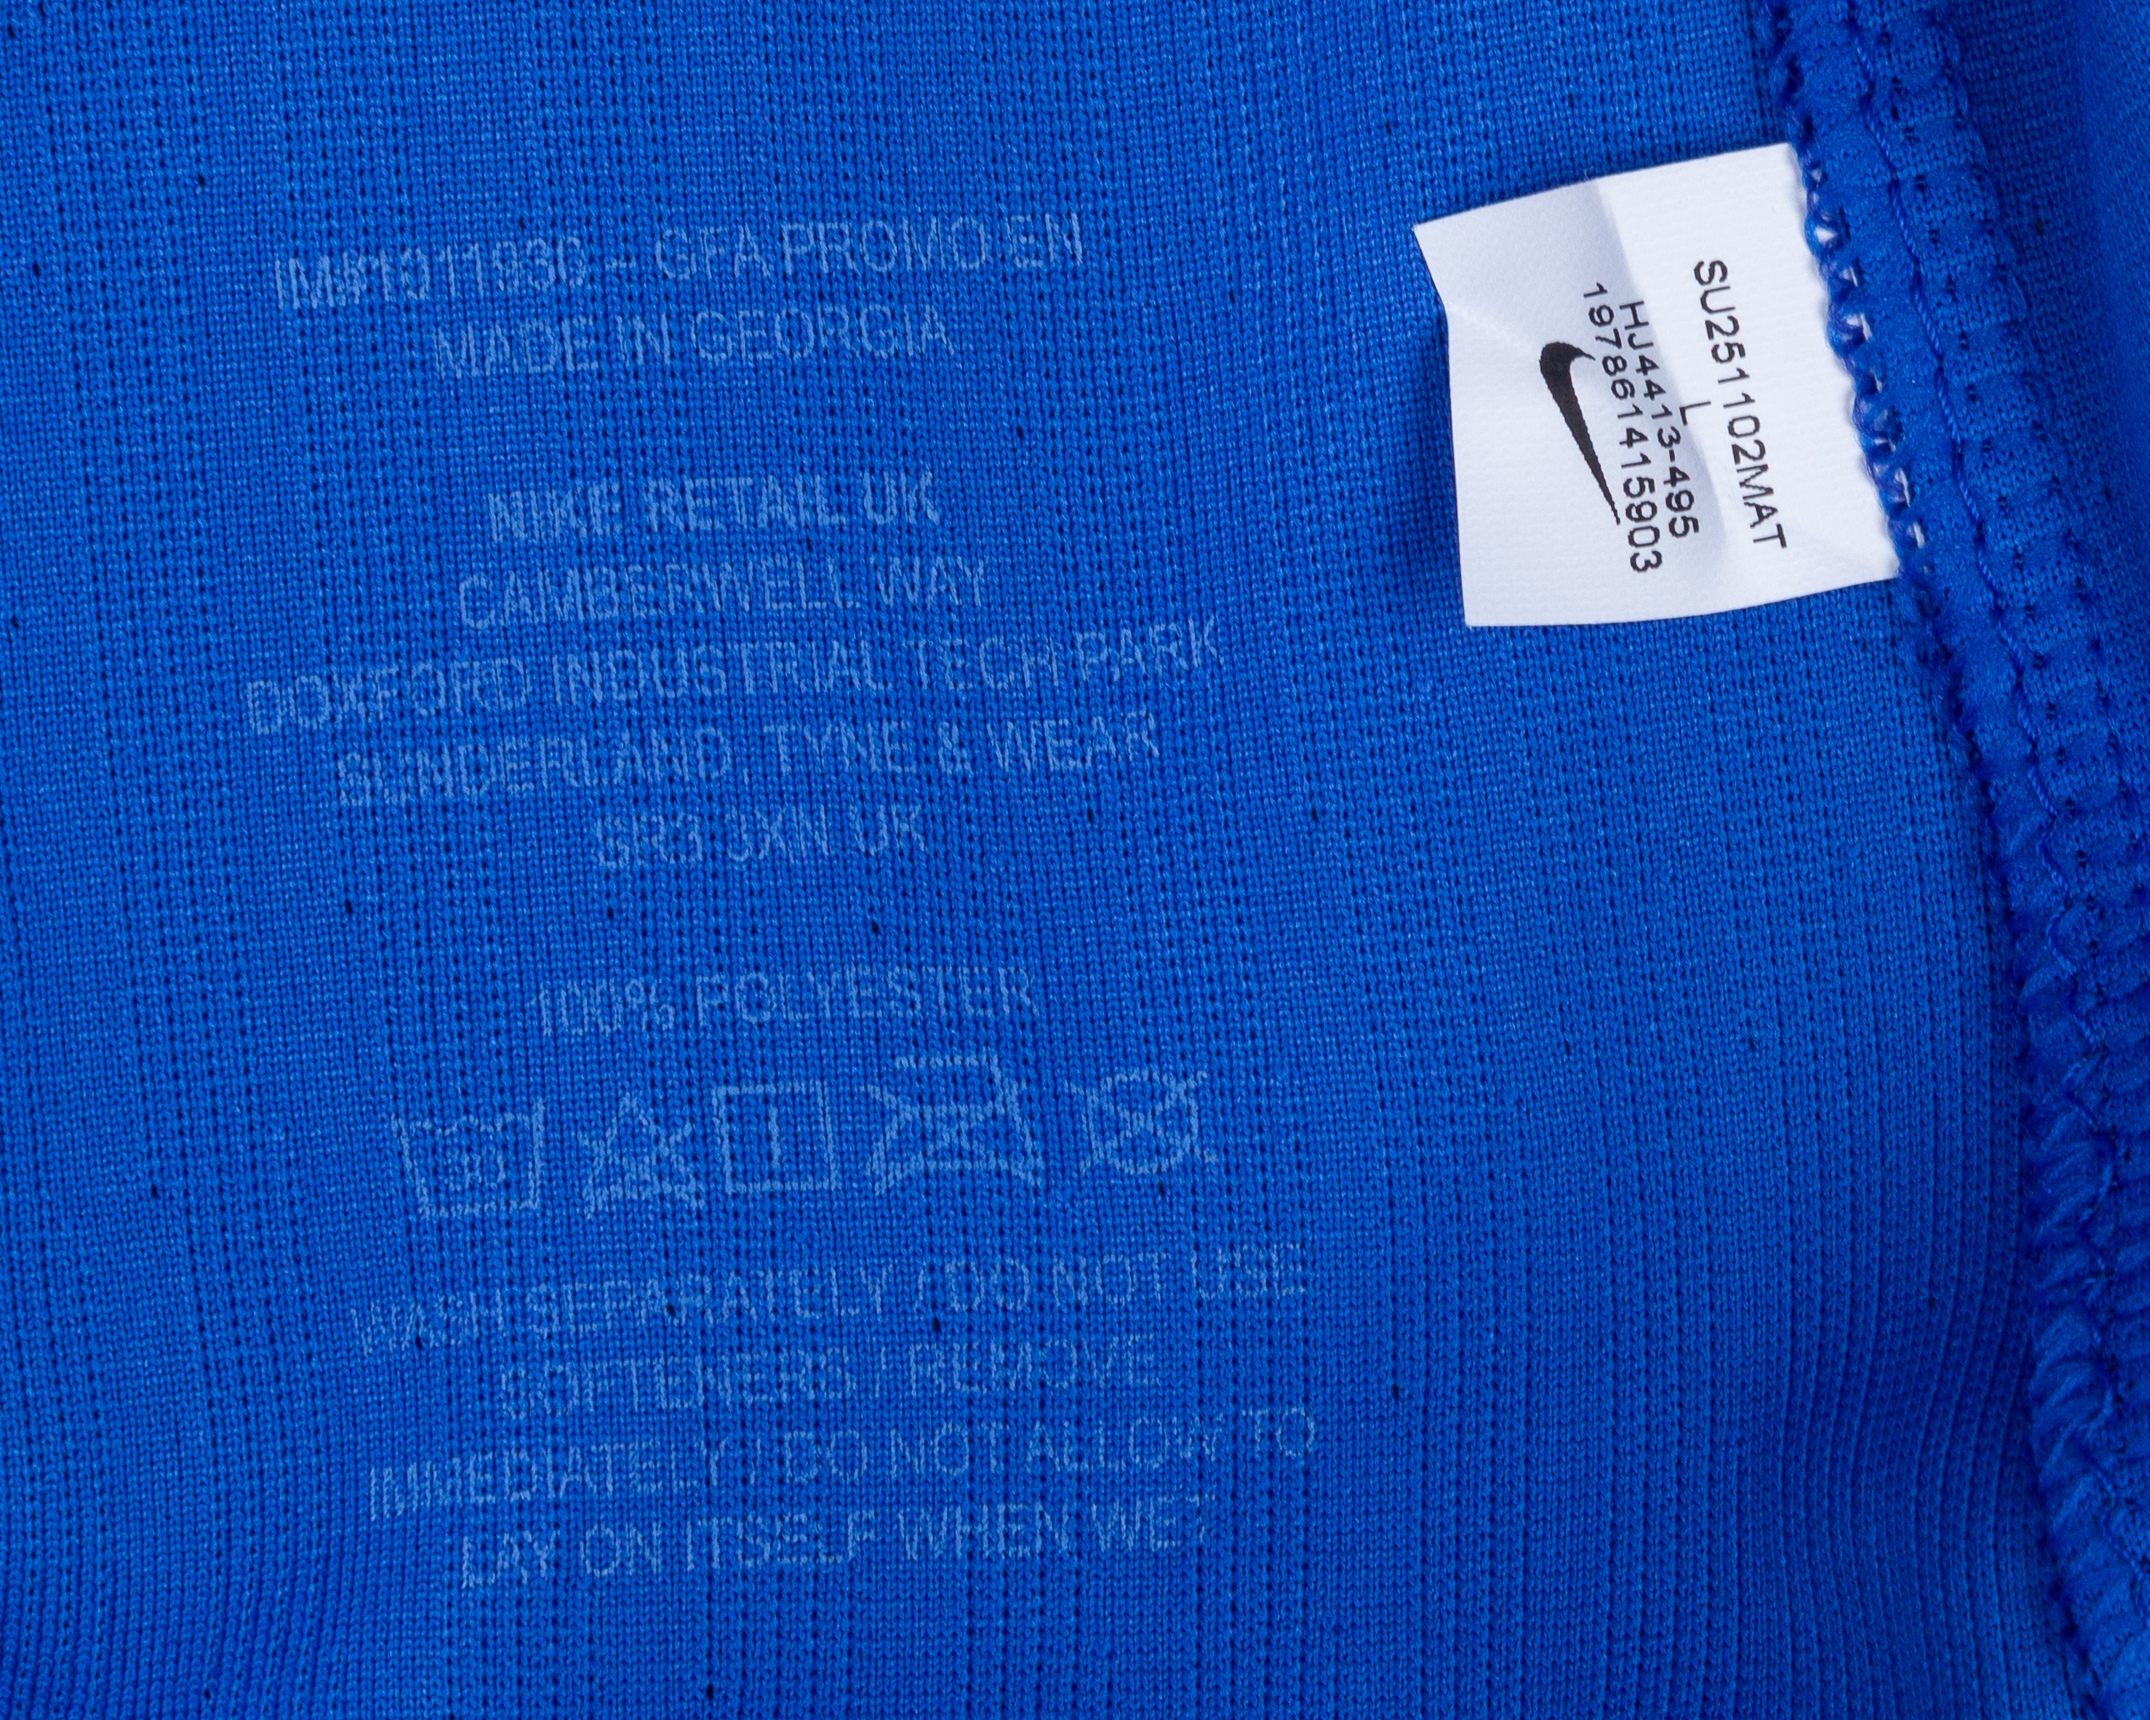 IM#1011930 – GFA PROMO EN
MADE IN GEORGIA
NIKE RETAIL UK
CAMBERWELL WAY
DOXFORD INDUSTRIAL TECH PARK
SUNDERLAND, TYNE & WEAR
SR3 3XN UK
100% POLYESTER
30
WASH SEPARATELY / DO NOT USE
SOFTENERS / REMOVE
IMMEDIATELY / DO NOT ALLOW TO
LAY ON ITSELF WHEN WET
SU251102MAT
L
HJ4413-495
197861415903